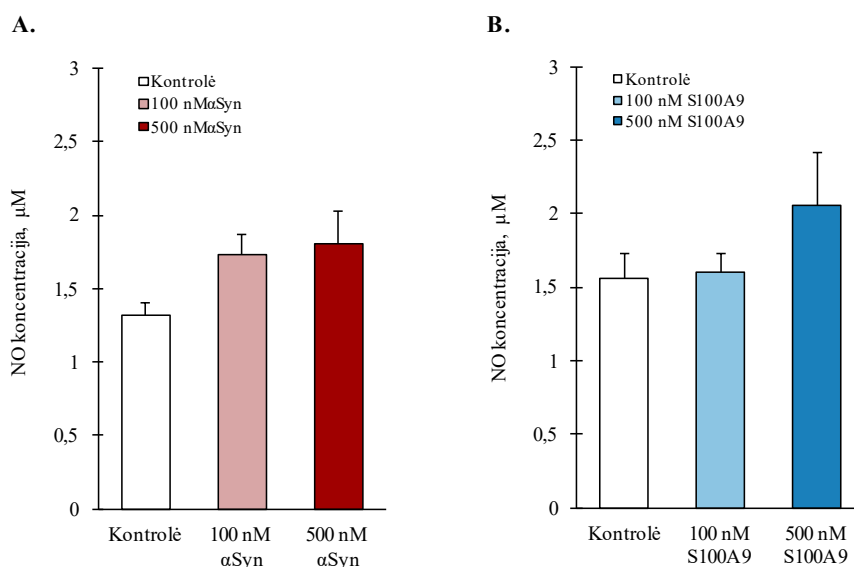 A.
NO koncentracija, µM
3
2,5
2
1,5
1
0,5
0
Kontrolė
100 nMαSyn
500 nMαSyn
Kontrolė
100 nM
αSyn
500 nM
αSyn
B.
NO koncentracija, µM
3
2,5
2
1,5
1
0,5
0
Kontrolė
100 nM S100A9
500 nM S100A9
Kontrolė
100 nM
S100A9
500 nM
S100A9